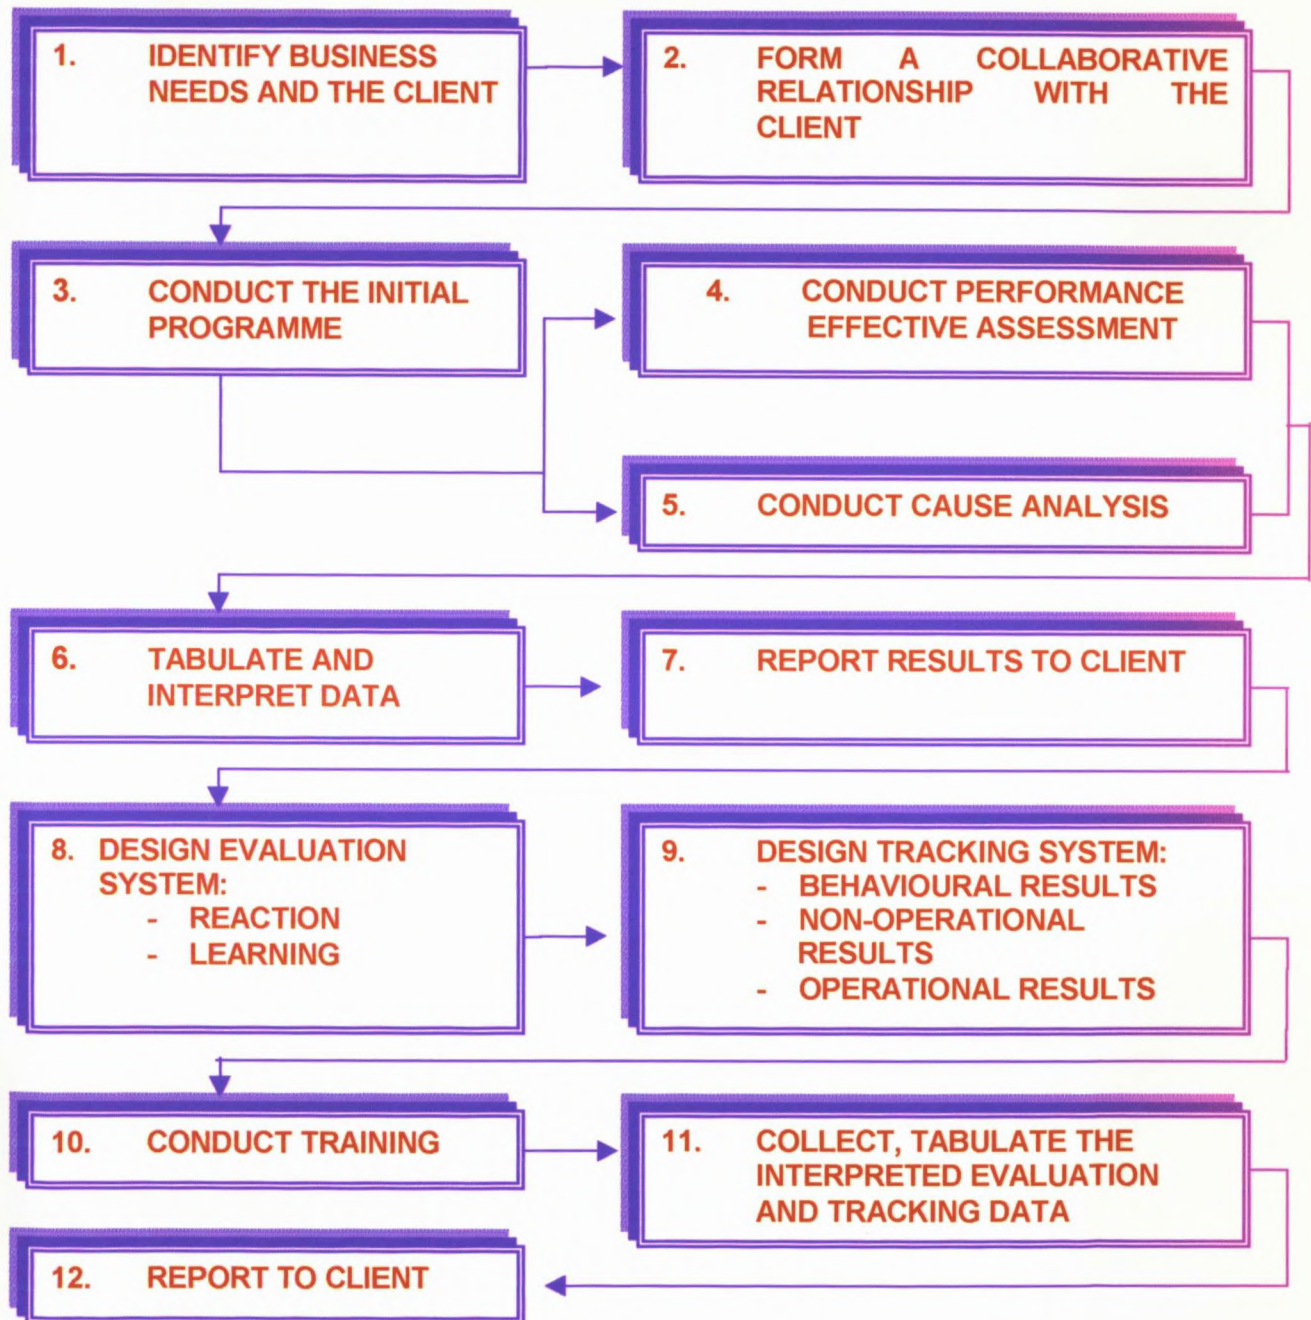 1. IDENTIFY BUSINESS
NEEDS AND THE CLIENT
2. FORM A COLLABORATIVE
RELATIONSHIP WITH THE
CLIENT
3. CONDUCT THE INITIAL
PROGRAMME
4. CONDUCT PERFORMANCE
EFFECTIVE ASSESSMENT
5. CONDUCT CAUSE ANALYSIS
6. TABULATE AND
INTERPRET DATA
7. REPORT RESULTS TO CLIENT
8. DESIGN EVALUATION
SYSTEM:
- REACTION
- LEARNING
9. DESIGN TRACKING SYSTEM:
- BEHAVIOURAL RESULTS
- NON-OPERATIONAL
RESULTS
- OPERATIONAL RESULTS
10. CONDUCT TRAINING
11. COLLECT, TABULATE THE
INTERPRETED EVALUATION
AND TRACKING DATA
12. REPORT TO CLIENT